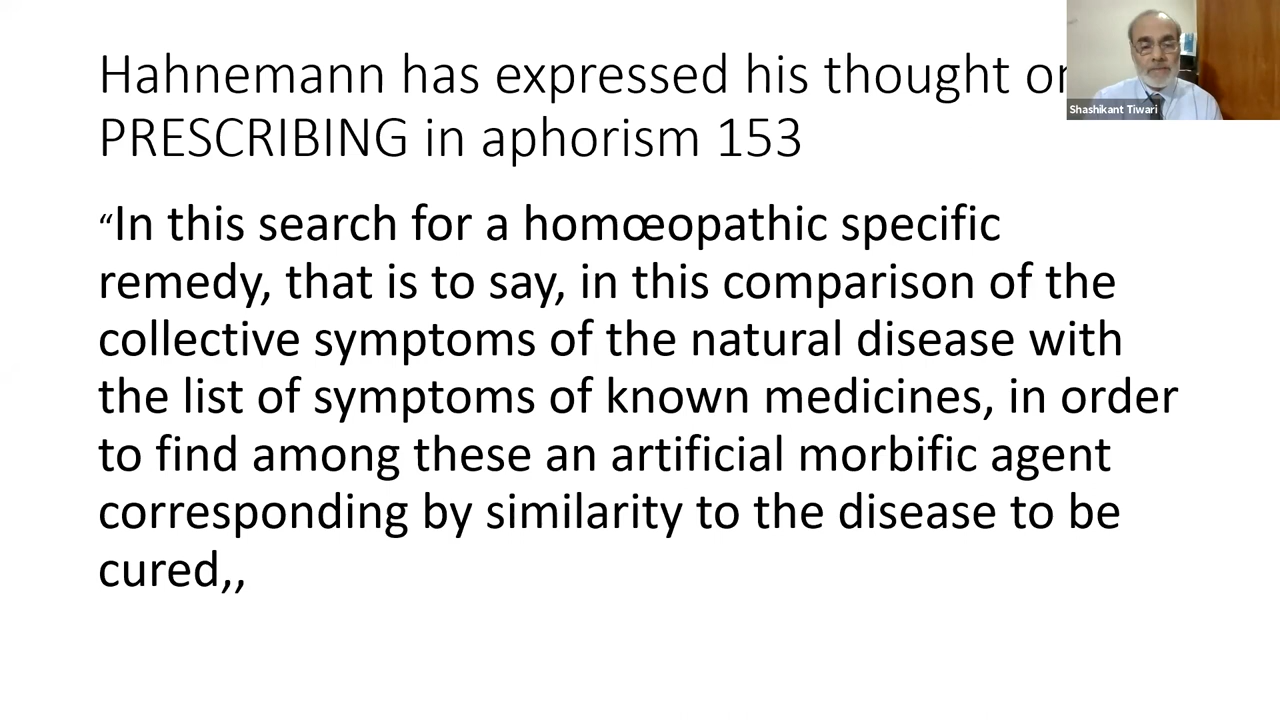 Hahnemann has expressed his thought
PRESCRIBING in aphorism 153
Shashikant Tiwari
“In this search for a homœopathic specific
remedy, that is to say, in this comparison of the
collective symptoms of the natural disease with
the list of symptoms of known medicines, in order
to find among these an artificial morbific agent
corresponding by similarity to the disease to be
cured,,